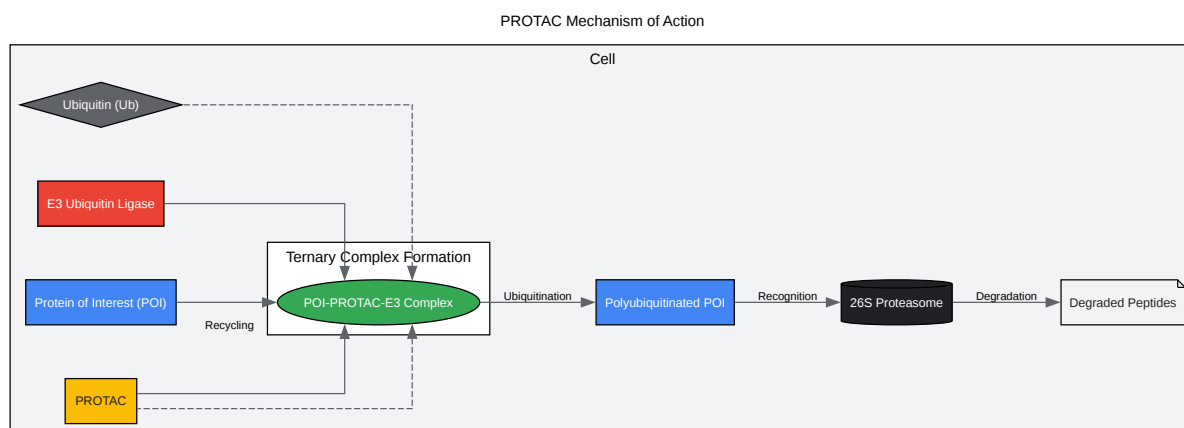 PROTAC Mechanism of Action
Cell
Ubiquitin (Ub)
E3 Ubiquitin Ligase
Ternary Complex Formation
Protein of Interest (POI)
POI-PROTAC-E3 Complex
Ubiquitination
Polyubiquitinated POI
Recognition
26S Proteasome
Degradation
Degraded Peptides
Recycling
PROTAC